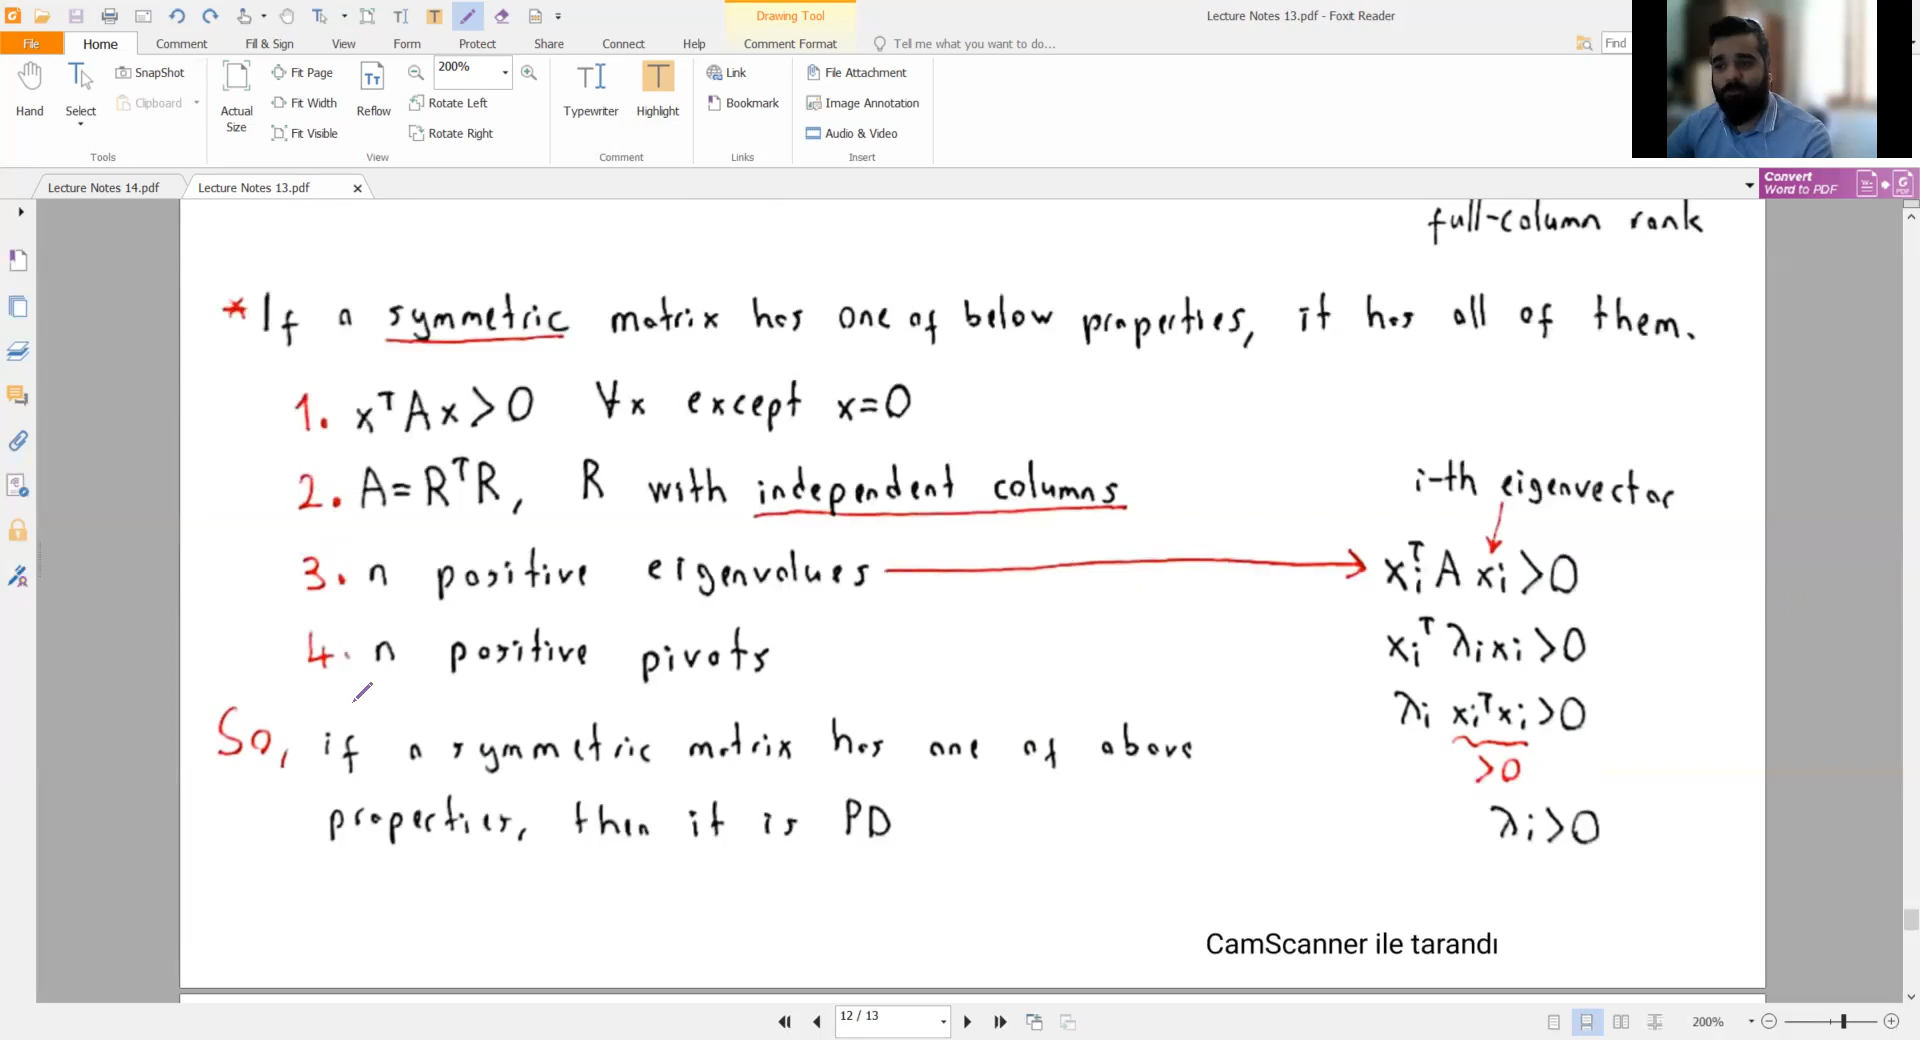 Lecture Notes 13.pdf - Foxit Reader
Drawing Tool
File Home Comment Fill & Sign View Form Protect Share Connect Help Comment Format Tell me what you want to do... Find
Hand
Select
SnapShot
Clipboard
Tools
Actual Size
Fit Page
Fit Width
Fit Visible
Reflow
200%
Rotate Left
Rotate Right
View
Typewriter
Highlight
Comment
Link
Bookmark
Links
File Attachment
Image Annotation
Audio & Video
Insert
Lecture Notes 14.pdf Lecture Notes 13.pdf
Convert
Word to PDF
full-column rank
* If a symmetric matrix has one of below properties, it has all of them.
1. xᵀAx>0 ∀x except x=0
2. A=RᵀR, R with independent columns
i-th eigenvector
3. n positive eigenvalues → xᵢᵀA xᵢ >0
4. n positive pivots
xᵢᵀ λᵢxᵢ >0
λᵢ xᵢᵀxᵢ >0
>0
λᵢ>0
So, if a symmetric matrix has one of above
properties, then it is PD
CamScanner ile tarandı
12 / 13
200%